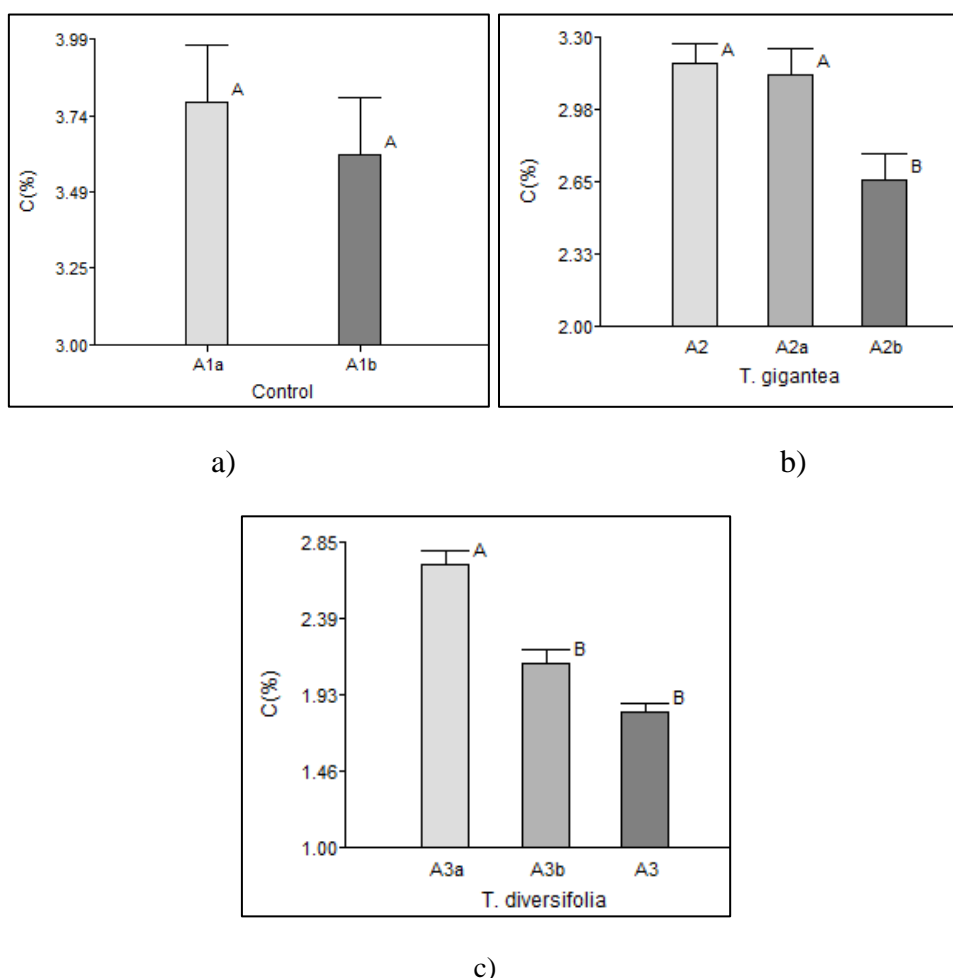 3.99
3.74
3.49
3.25
3.00
C(%)
A
A
A1a A1b
Control
3.30
2.98
2.65
2.33
2.00
C(%)
A
A
B
A2 A2a A2b
T. gigantea
a) b)
2.85
2.39
1.93
1.46
1.00
C(%)
A
B
B
A3a A3b A3
T. diversifolia
c)